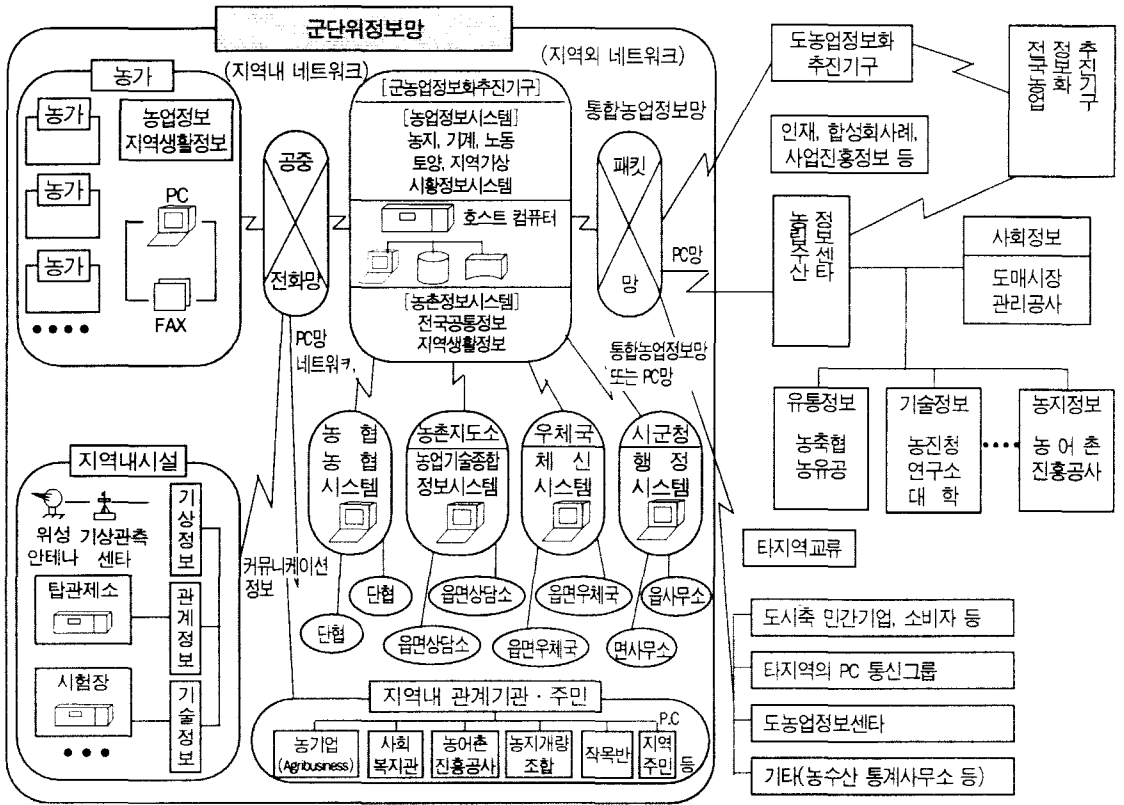 군단위정보망
(지역내 네트워크)
(지역외 네트워크)
농가
농가
농가
농가
농업정보
지역생활정보
PC
FAX
공중
전화망
[군농업정보화추진기구]
[농업정보시스템]
농지, 기계, 노동
토양, 지역기상
시황정보시스템
호스트 컴퓨터
[농촌정보시스템]
전국공통정보
지역생활정보
통합농업정보망
패킷
망
PC망
도농업정보화
추진기구
전국농업
정보화
추진기구
인재, 합성회사례,
사업진흥정보 등
농림수산
정보센타
사회정보
도매시장
관리공사
유통정보
농축협
농유공
기술정보
농진청
연구소
대 학
농지정보
농 어 촌
진흥공사
PC망
네트워ㅋ,
통합농업정보망
또는 PC망
농 협
농 협
시스템
농촌지도소
농업기술종합
정보시스템
우체국
체 신
시스템
시군청
행 정
시스템
단협
단협
읍면상담소
읍면상담소
읍면우체국
읍면우체국
읍사무소
면사무소
지역내시설
위성
안테나
기상관측
센타
기상정보
탑관제소
관계정보
시험장
기술정보
커뮤니케이션
정보
지역내 관계기관 · 주민
P.C
농기업
(Agribusiness)
사회
복지관
농어촌
진흥공사
농지개량
조합
작목반
지역
주민
등
타지역교류
도시축 민간기업, 소비자 등
타지역의 PC 통신그룹
도농업정보센타
기타(농수산 통계사무소 등)